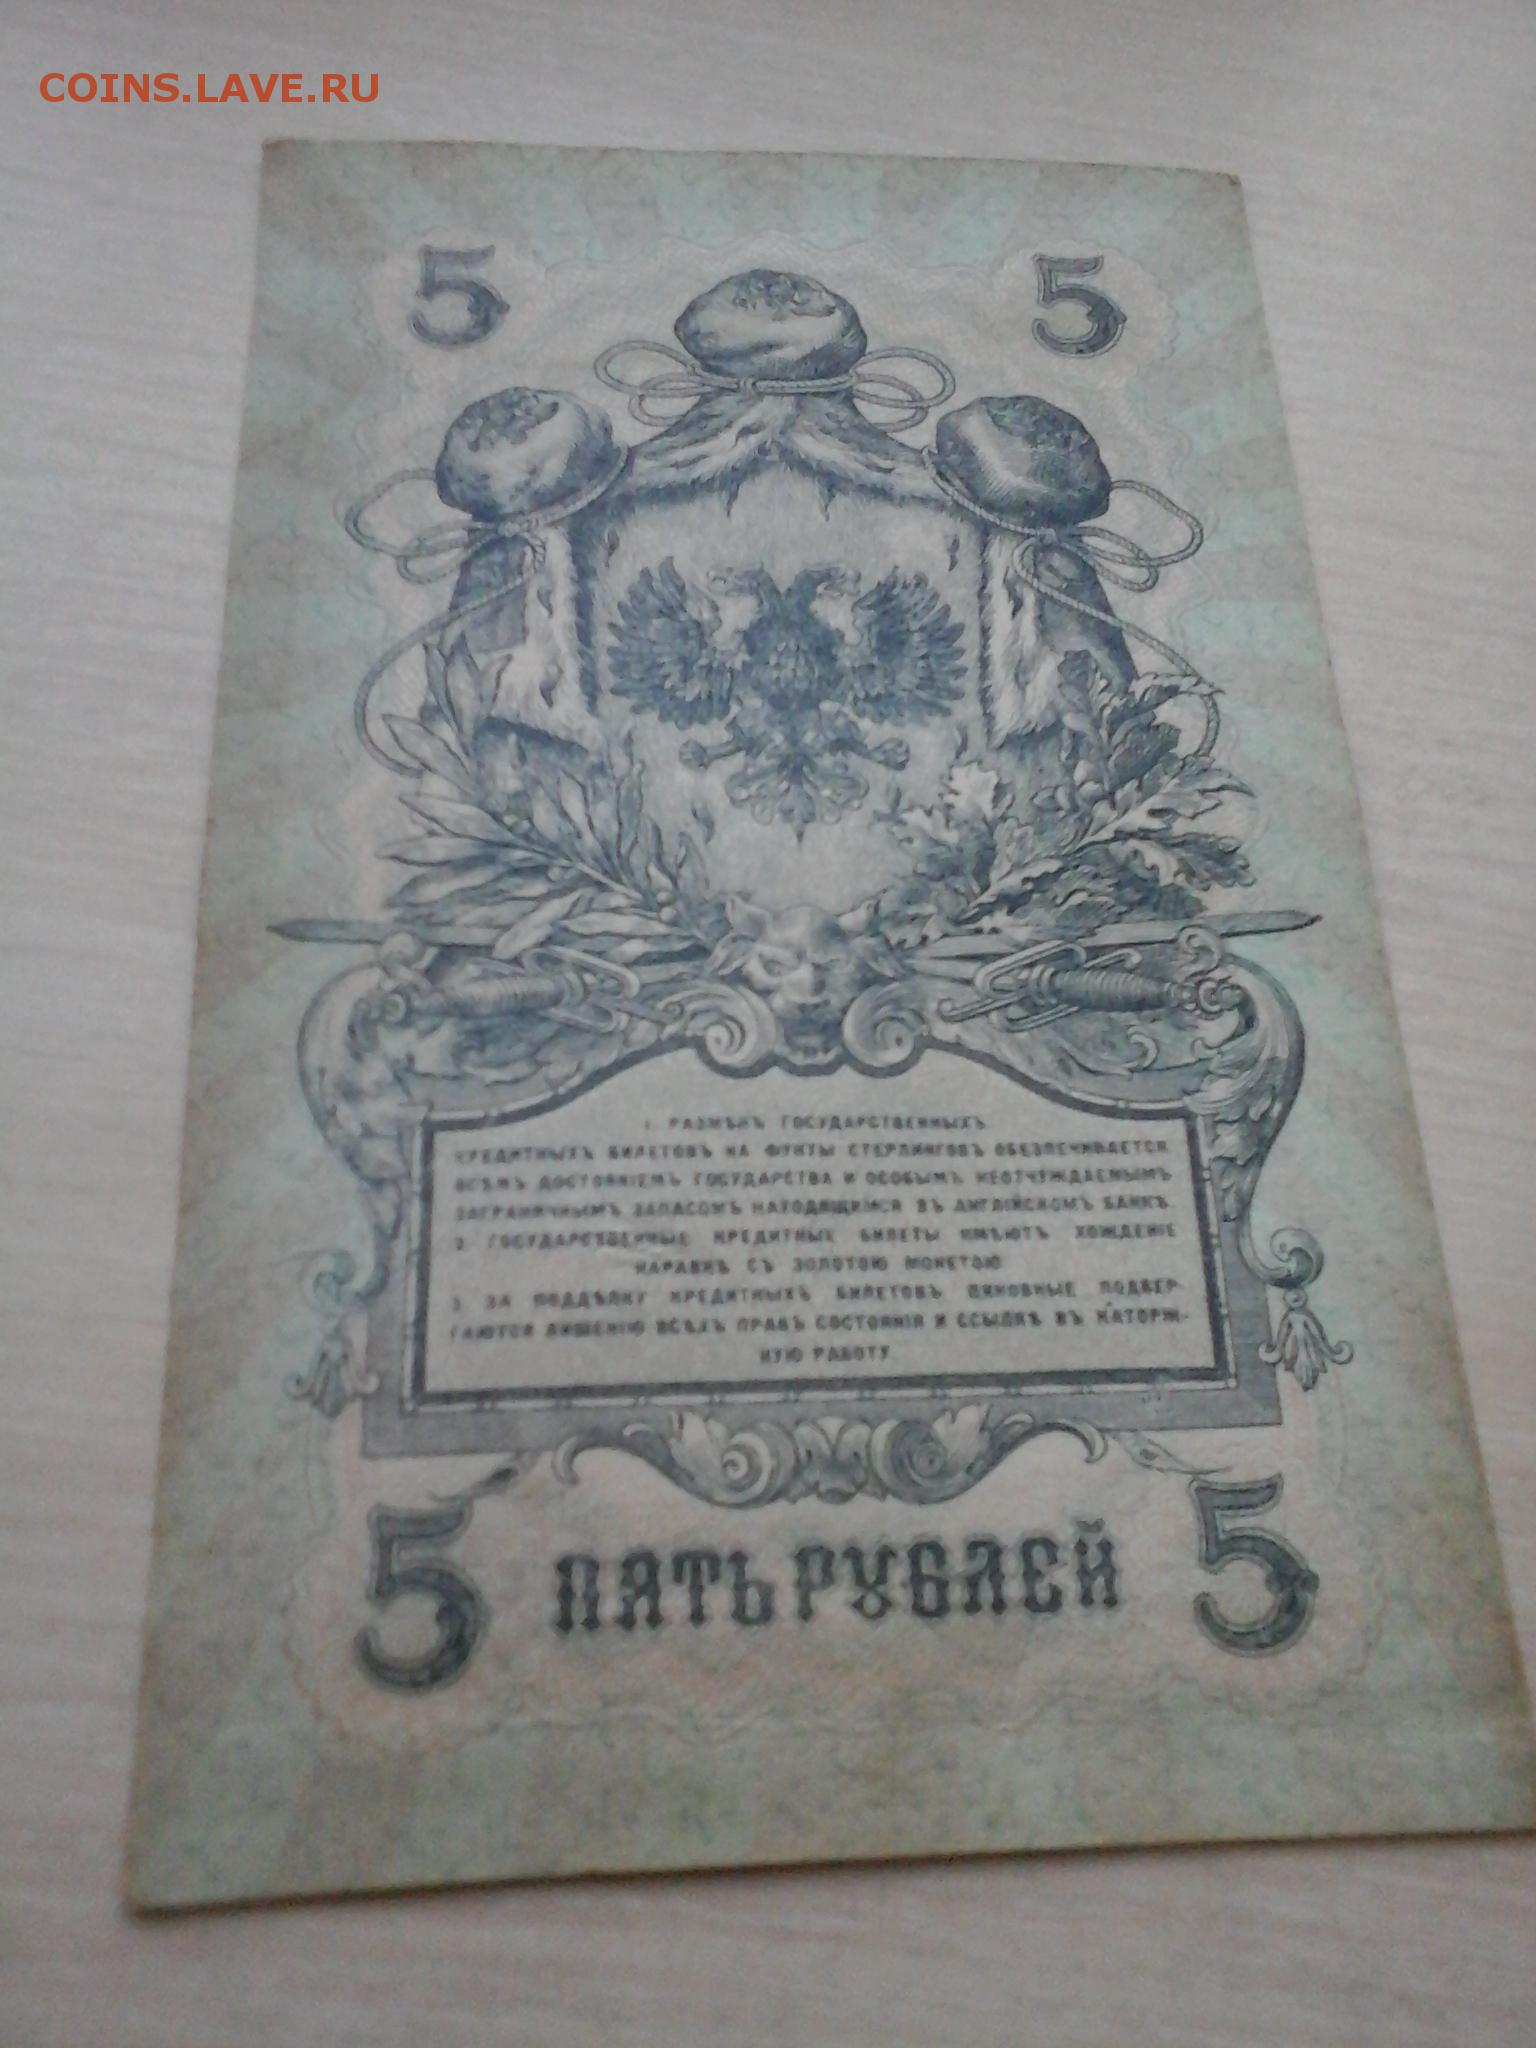 COINS.LAVE.RU
5 5
1. РАЗМѢНЪ ГОСУДАРСТВЕННЫХЪ
КРЕДИТНЫХЪ БИЛЕТОВЪ НА ФУНТЫ СТЕРЛИНГОВЪ ОБЕЗПЕЧИВАЕТСЯ
ВСѢМЪ ДОСТОЯНІЕМЪ ГОСУДАРСТВА И ОСОБЫМЪ НЕОТЧУЖДАЕМЫМЪ
ЗАГРАНИЧНЫМЪ ЗАПАСОМЪ НАХОДЯЩИМСЯ ВЪ АНГЛІЙСКОМЪ БАНКѢ.
2. ГОСУДАРСТВЕННЫЕ КРЕДИТНЫЕ БИЛЕТЫ ИМѢЮТЪ ХОЖДЕНІЕ
НАРАВНѢ СЪ ЗОЛОТОЮ МОНЕТОЮ
3. ЗА ПОДДѢЛКУ КРЕДИТНЫХЪ БИЛЕТОВЪ ВИНОВНЫЕ ПОДВЕР-
ГАЮТСЯ ЛИШЕНІЮ ВСѢХЪ ПРАВЪ СОСТОЯНІЯ И ССЫЛКѢ ВЪ КАТОРЖ-
НУЮ РАБОТУ
5 ПЯТЬ РУБЛЕЙ 5